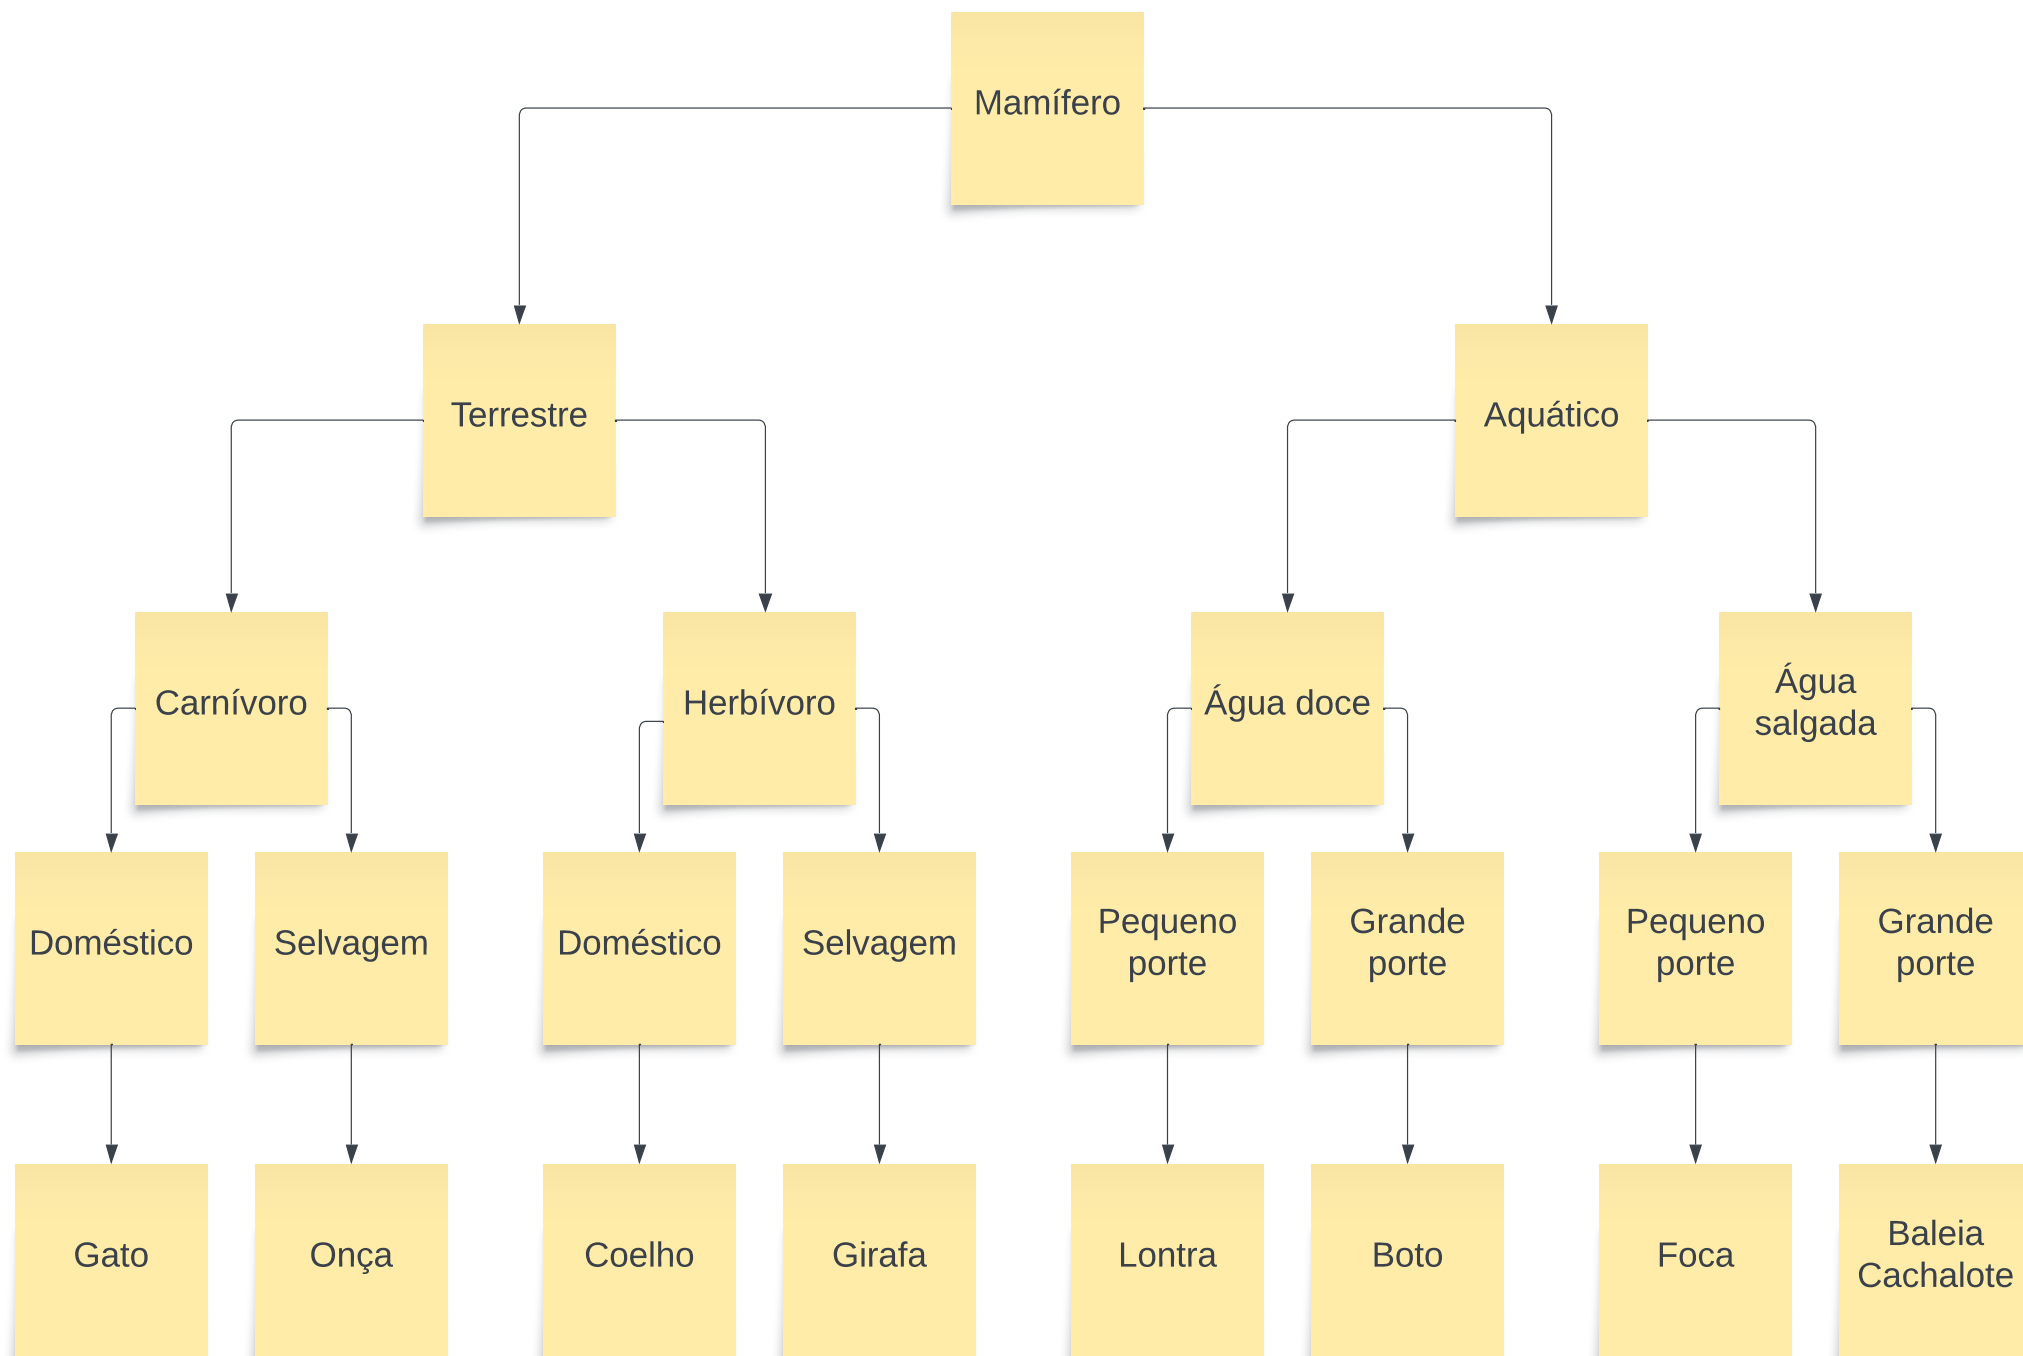 Mamífero
Terrestre
Aquático
Carnívoro
Herbívoro
Água doce
Água
salgada
Doméstico
Selvagem
Doméstico
Selvagem
Pequeno
porte
Grande
porte
Pequeno
porte
Grande
porte
Gato
Onça
Coelho
Girafa
Lontra
Boto
Foca
Baleia
Cachalote